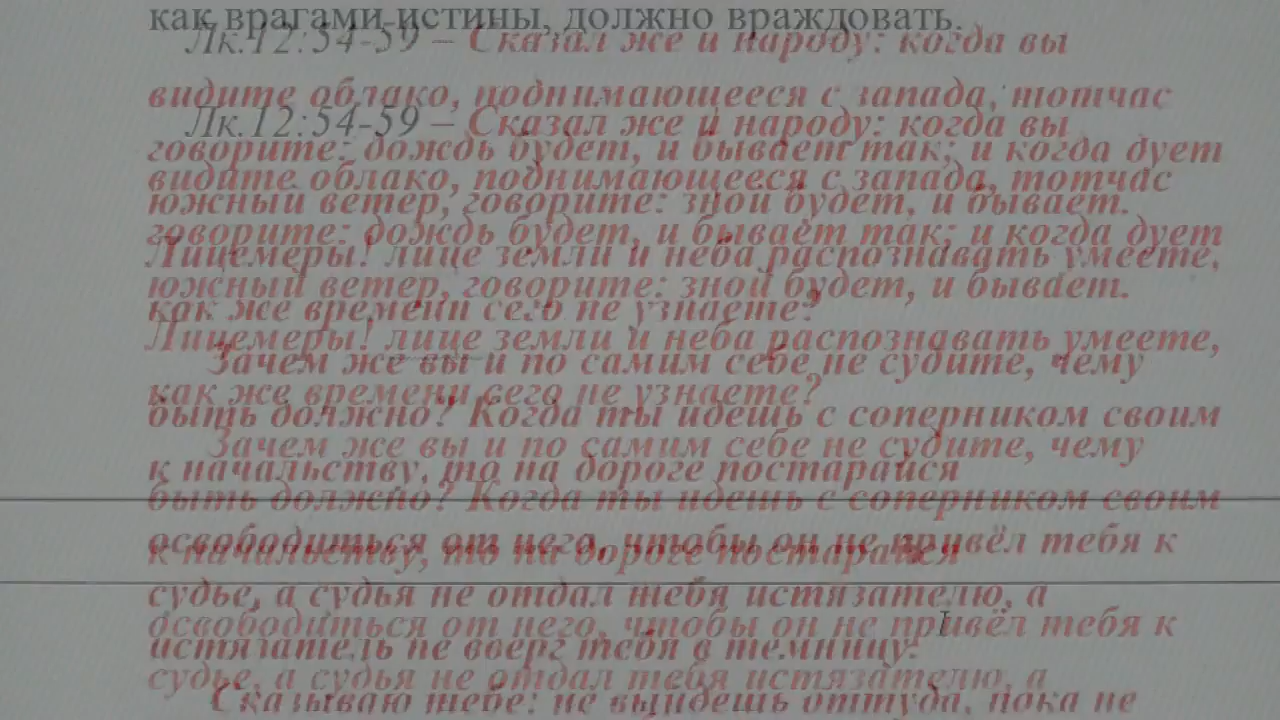 как врагами истины, должно враждовать.
Лк.12:54-59 – Сказал же и народу: когда вы
видите облако, поднимающееся с запада, тотчас
Лк.12:54-59 – Сказал же и народу: когда вы
говорите: дождь будет, и бывает так; и когда дует
видите облако, поднимающееся с запада, тотчас
южный ветер, говорите: зной будет, и бывает.
говорите: дождь будет, и бывает так; и когда дует
Лицемеры! лице земли и неба распознавать умеете,
южный ветер, говорите: зной будет, и бывает.
как же времени сего не узнаете?
Лицемеры! лице земли и неба распознавать умеете,
Зачем же вы и по самим себе не судите, чему
как же времени сего не узнаете?
быть должно? Когда ты идешь с соперником своим
Зачем же вы и по самим себе не судите, чему
к начальству, то на дороге постарайся
быть должно? Когда ты идешь с соперником своим
освободиться от него, чтобы он не привёл тебя к
к начальству, то на дороге постарайся
судье, а судья не отдал тебя истязателю, а
освободиться от него, чтобы он не привёл тебя к
истязатель не вверг тебя в темницу.
судье, а судья не отдал тебя истязателю, а
Сказываю тебе: не выйдешь оттуда, пока не